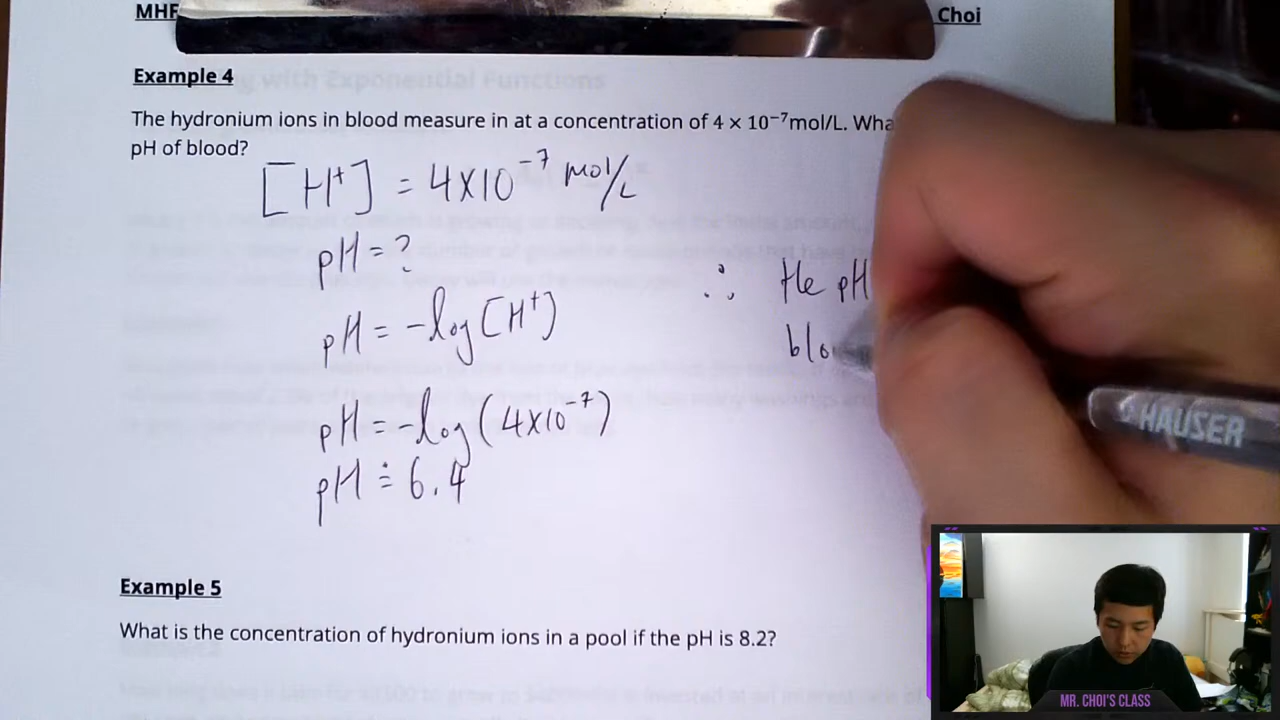 MHF
Choi
Example 4
The hydronium ions in blood measure in at a concentration of 4 × 10⁻⁷mol/L.
pH of blood?
[H⁺] = 4×10⁻⁷ mol/L
pH = ?
pH = -log[H⁺]
pH = -log(4×10⁻⁷)
pH ≐ 6.4
∴ the pH
blo
HAUSER
Example 5
What is the concentration of hydronium ions in a pool if the pH is 8.2?
MR. CHOI'S CLASS